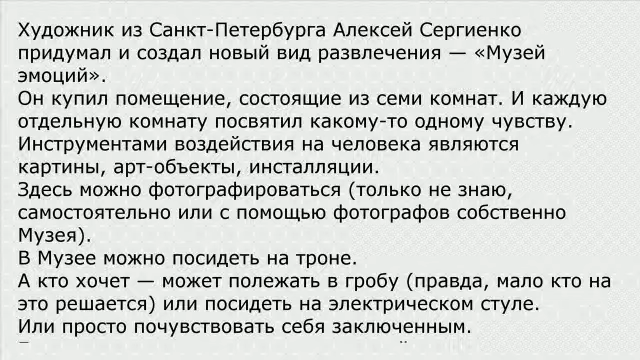 Художник из Санкт-Петербурга Алексей Сергиенко
придумал и создал новый вид развлечения — «Музей
эмоций».
Он купил помещение, состоящие из семи комнат. И каждую
отдельную комнату посвятил какому-то одному чувству.
Инструментами воздействия на человека являются
картины, арт-объекты, инсталляции.
Здесь можно фотографироваться (только не знаю,
самостоятельно или с помощью фотографов собственно
Музея).
В Музее можно посидеть на троне.
А кто хочет — может полежать в гробу (правда, мало кто на
это решается) или посидеть на электрическом стуле.
Или просто почувствовать себя заключенным.